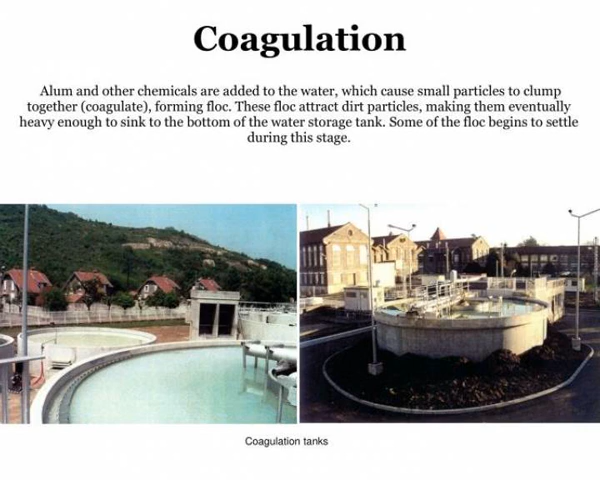 Coagulation
Alum and other chemicals are added to the water, which cause small particles to clump
together (coagulate), forming floc. These floc attract dirt particles, making them eventually
heavy enough to sink to the bottom of the water storage tank. Some of the floc begins to settle
during this stage.
Coagulation tanks